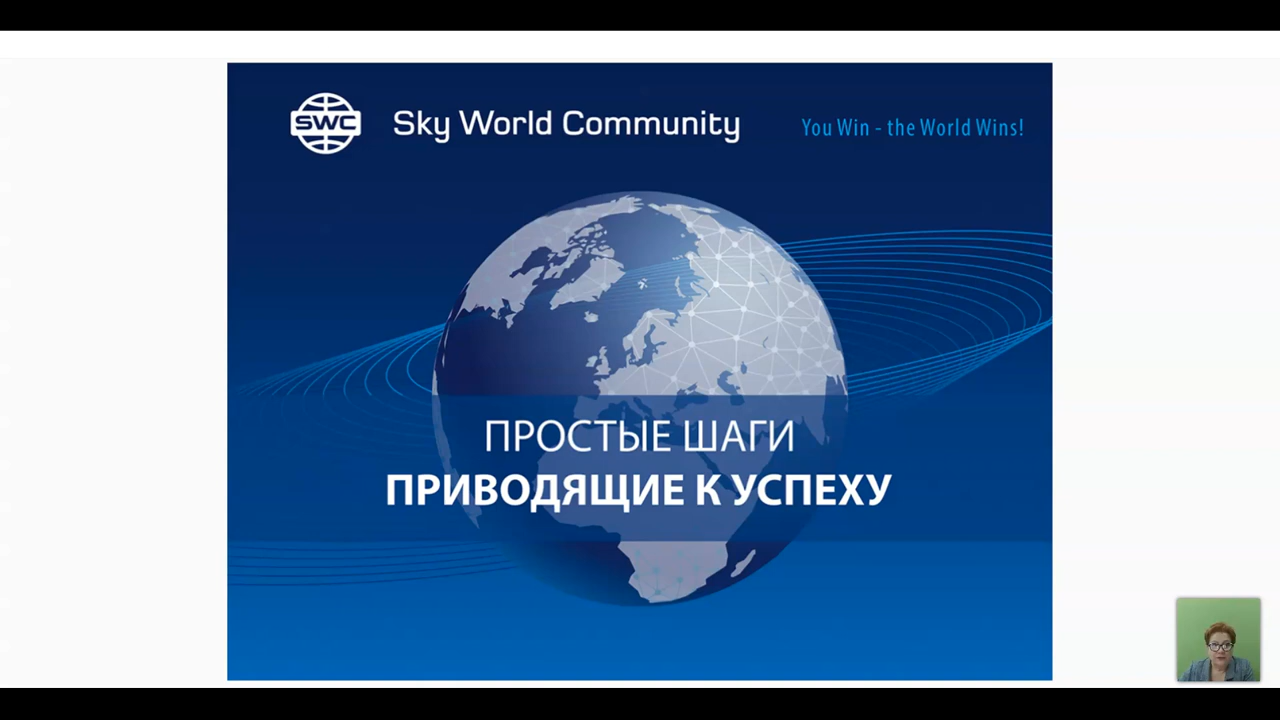 SWC
Sky World Community
You Win - the World Wins!
ПРОСТЫЕ ШАГИ
ПРИВОДЯЩИЕ К УСПЕХУ